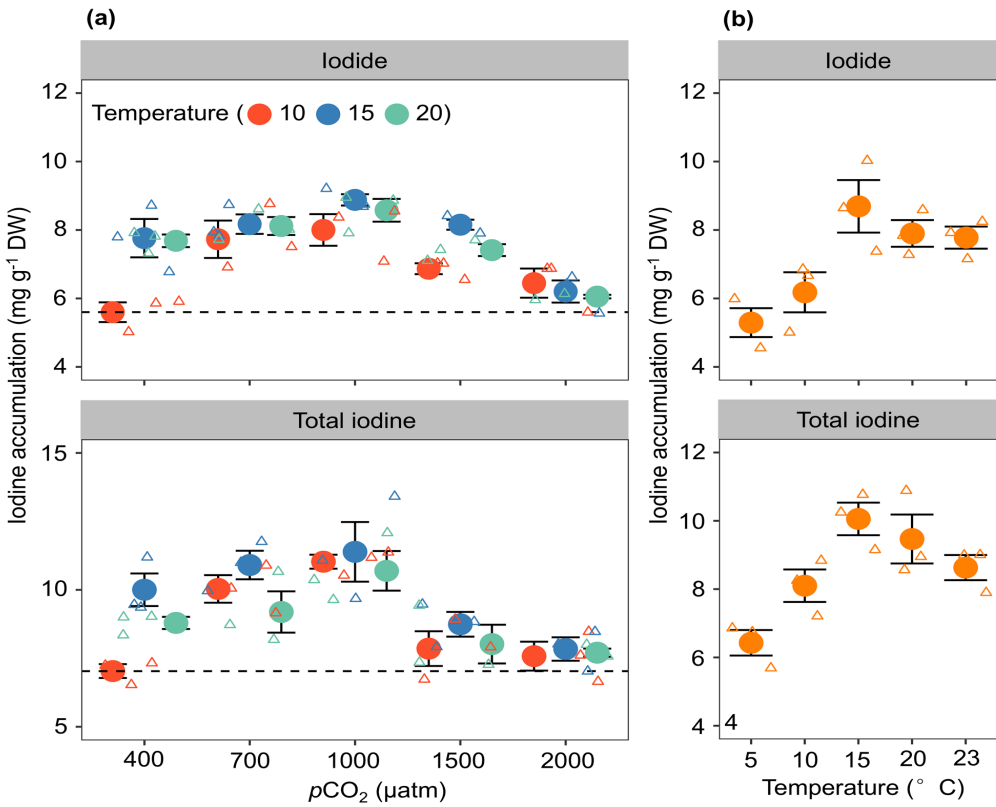 (a)
(b)
Iodide
Iodide
Temperature ( 10 15 20)
12
10
8
6
4
12
10
8
6
4
Iodine accumulation (mg g⁻¹ DW)
Iodine accumulation (mg g⁻¹ DW)
Total iodine
Total iodine
15
10
5
12
10
8
6
4
4
400 700 1000 1500 2000
5 10 15 20 23
pCO₂ (μatm)
Temperature (° C)